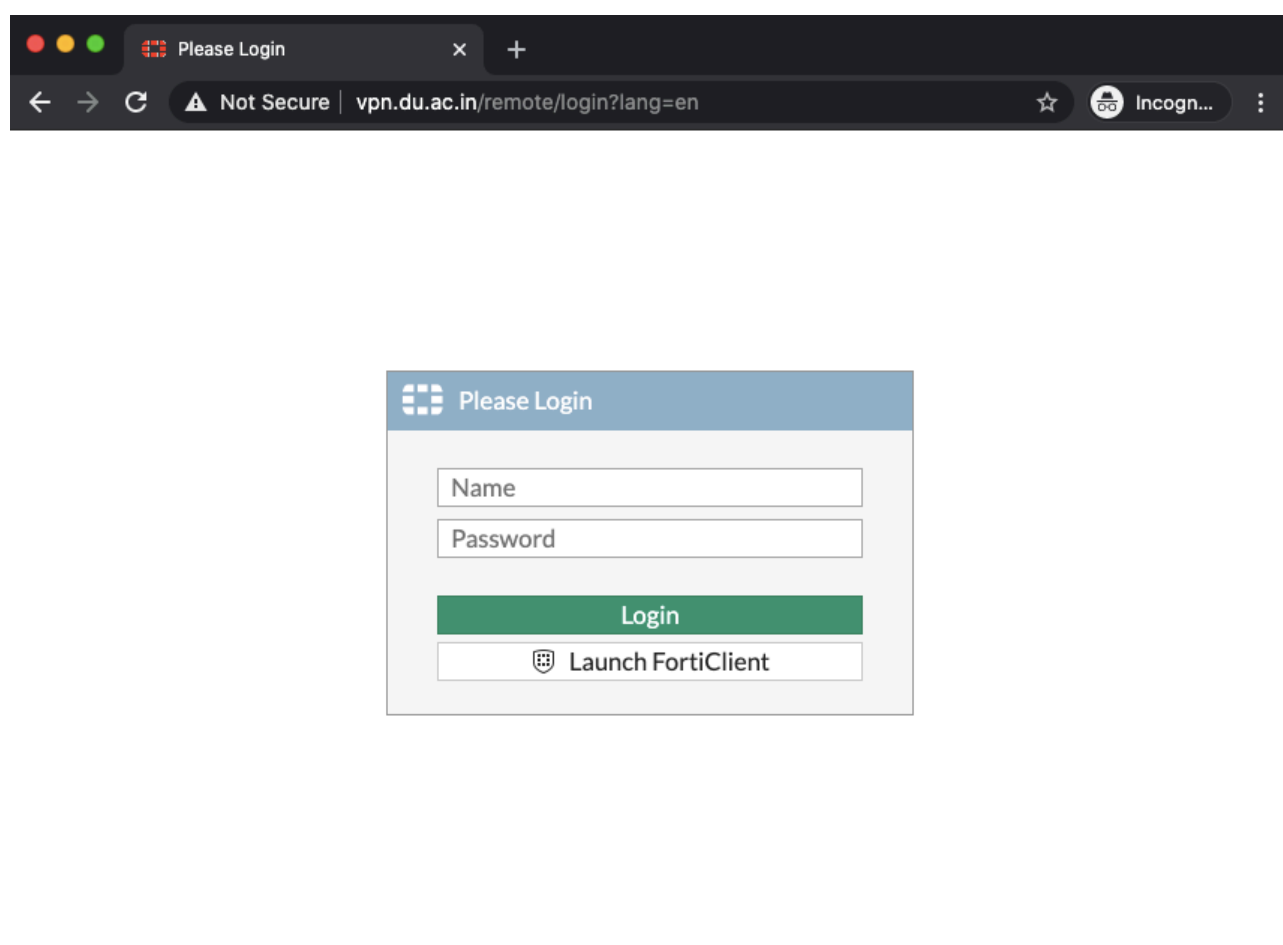 Please Login
Not Secure vpn.du.ac.in/remote/login?lang=en Incogn...
Please Login
Name
Password
Login
Launch FortiClient